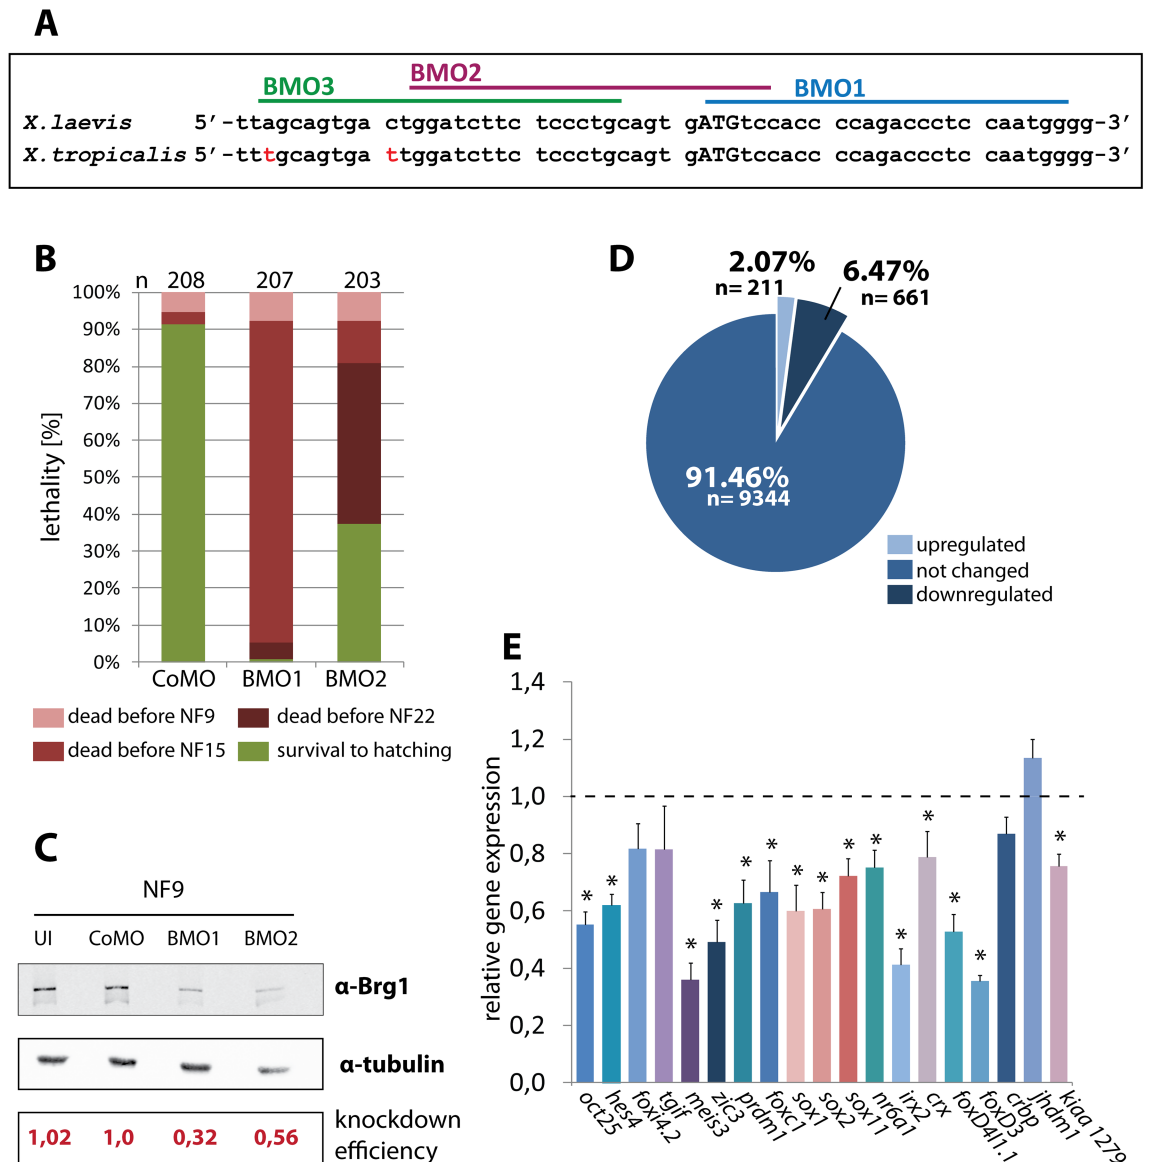 A
BMO3 BMO2 BMO1
X.laevis 5’-ttagcagtga ctggatcttc tccctgcagt gATGtccacc ccagaccctc caatgggg-3’
X.tropicalis 5’-tttgcagtga ttggatcttc tccctgcagt gATGtccacc ccagaccctc caatgggg-3’
B
n 208 207 203
100%
90%
80%
70%
60%
50%
40%
30%
20%
10%
0%
lethality [%]
CoMO BMO1 BMO2
dead before NF9 dead before NF22
dead before NF15 survival to hatching
C
NF9
UI CoMO BMO1 BMO2
α-Brg1
α-tubulin
1,02 1,0 0,32 0,56
knockdown
efficiency
D
2.07%
n= 211
6.47%
n= 661
91.46%
n= 9344
upregulated
not changed
downregulated
E
1,4
1,2
1,0
0,8
0,6
0,4
0,2
0,0
relative gene expression
* * * * * * * * * * * * * * *
oct25
hes4
foxi4.2
tgif
meis3
zic3
prdm1
foxc1
sox1
sox2
sox11
nr6a1
irx2
crx
foxD4l1.1
foxD3
crbp
jhdm1
kiaa1279